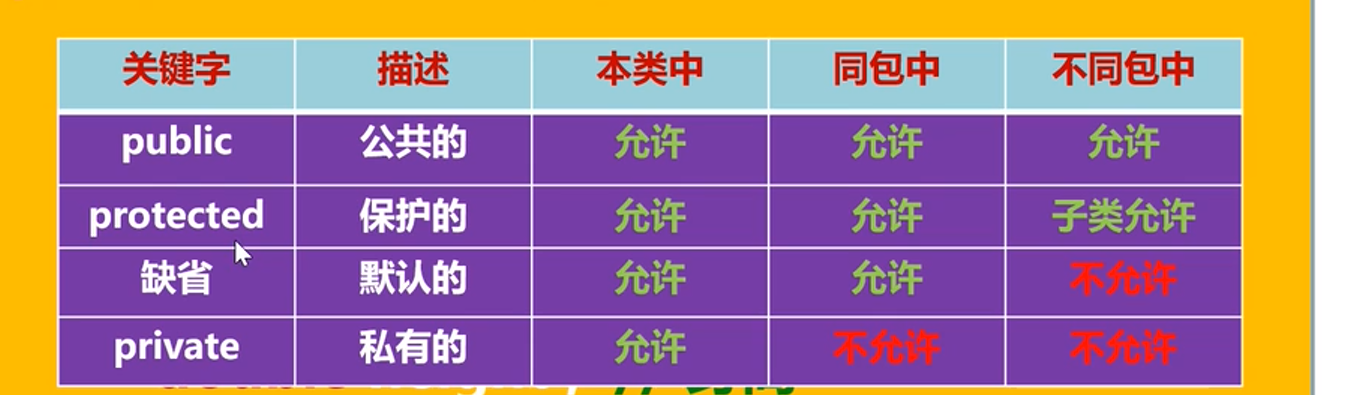 关键字 描述 本类中 同包中 不同包中
public 公共的 允许 允许 允许
protected 保护的 允许 允许 子类允许
缺省 默认的 允许 允许 不允许
private 私有的 允许 不允许 不允许